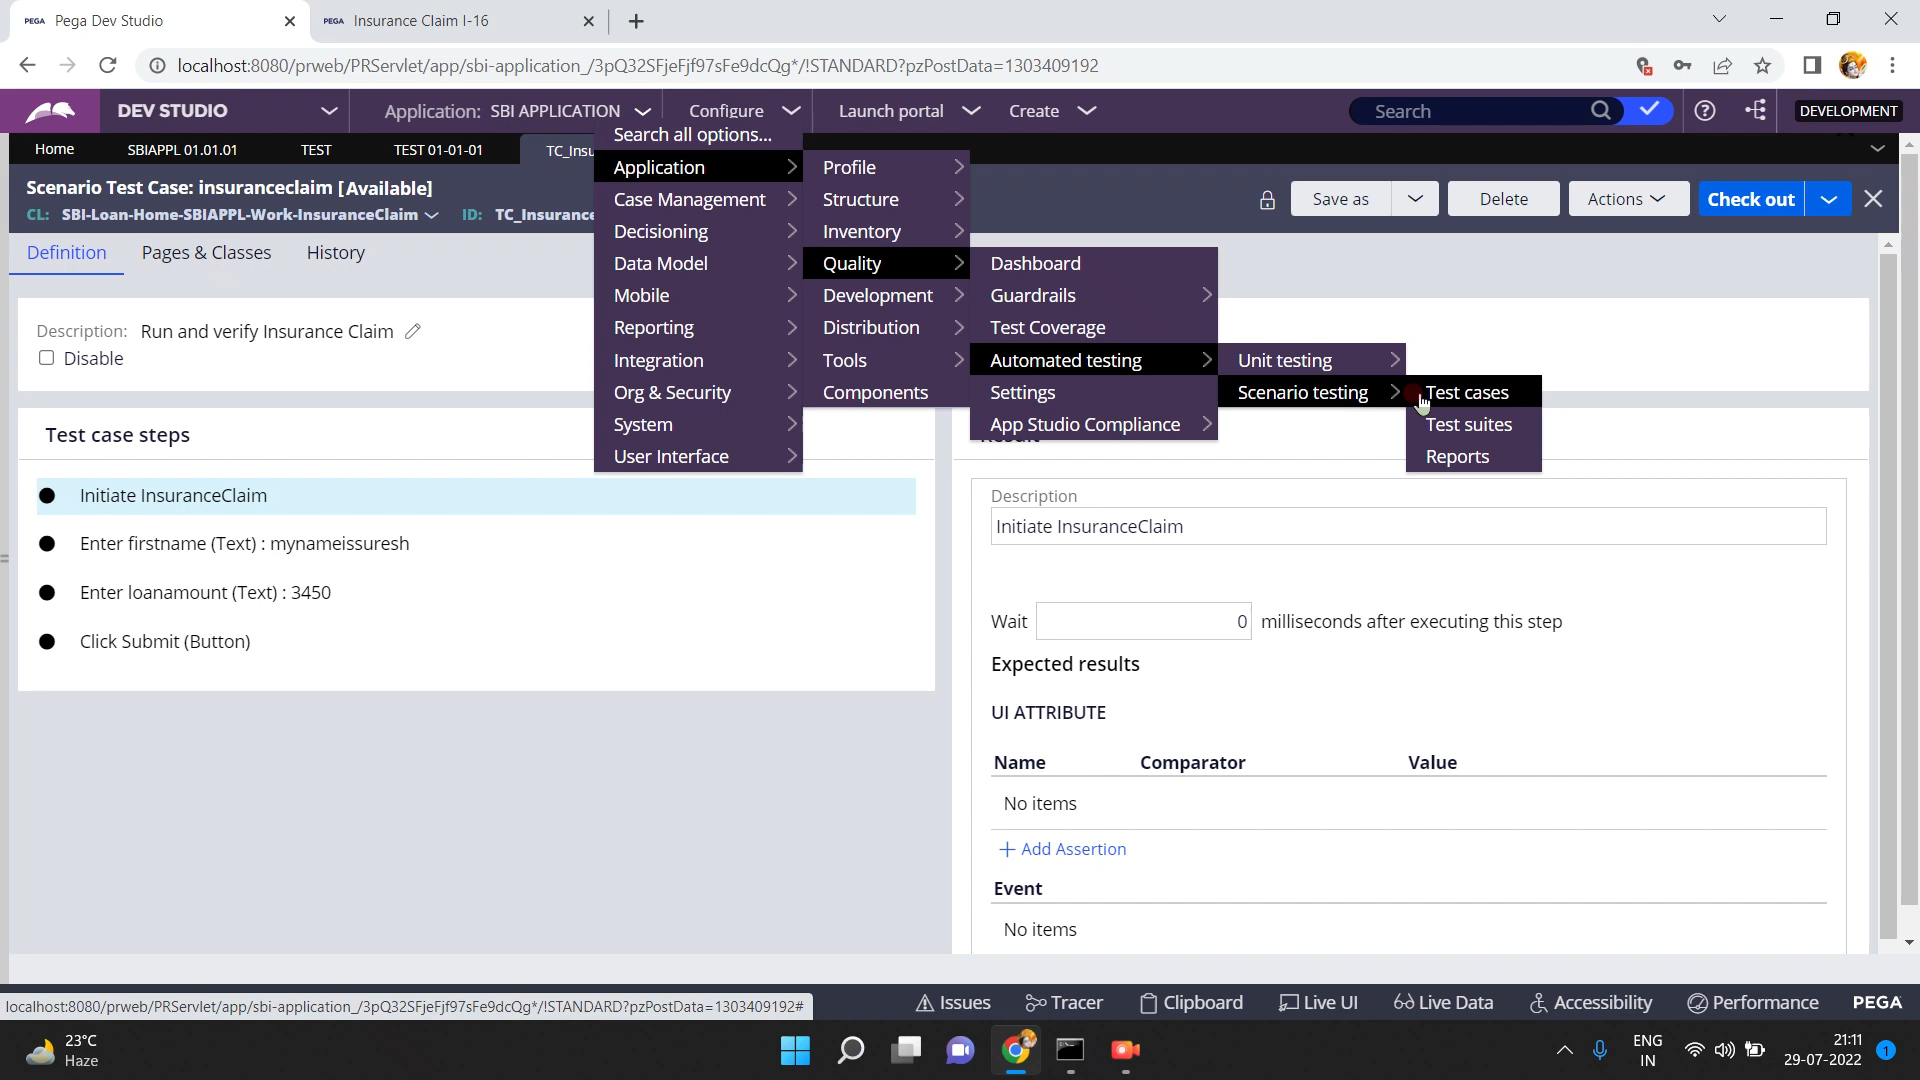 PEGA Pega Dev Studio
PEGA Insurance Claim I-16
localhost:8080/prweb/PRServlet/app/sbi-application_/3pQ32SFjeFjf97sFe9dcQg*/!STANDARD?pzPostData=1303409192
DEV STUDIO
Application: SBI APPLICATION
Configure
Launch portal
Create
Search
DEVELOPMENT
Home
SBIAPPL 01.01.01
TEST
TEST 01-01-01
TC_Insu
Search all options...
Application
Case Management
Decisioning
Data Model
Mobile
Reporting
Integration
Org & Security
System
User Interface
Profile
Structure
Inventory
Quality
Development
Distribution
Tools
Components
Dashboard
Guardrails
Test Coverage
Automated testing
Settings
App Studio Compliance
Unit testing
Scenario testing
Test cases
Test suites
Reports
Scenario Test Case: insuranceclaim [Available]
CL: SBI-Loan-Home-SBIAPPL-Work-InsuranceClaim
ID: TC_Insurance
Save as
Delete
Actions
Check out
Definition
Pages & Classes
History
Description: Run and verify Insurance Claim
Disable
Test case steps
Initiate InsuranceClaim
Enter firstname (Text) : mynameissuresh
Enter loanamount (Text) : 3450
Click Submit (Button)
Description
Initiate InsuranceClaim
Wait 0 milliseconds after executing this step
Expected results
UI ATTRIBUTE
Name Comparator Value
No items
Add Assertion
Event
No items
localhost:8080/prweb/PRServlet/app/sbi-application_/3pQ32SFjeFjf97sFe9dcQg*/!STANDARD?pzPostData=1303409192#
Issues
Tracer
Clipboard
Live UI
Live Data
Accessibility
Performance
PEGA
23°C
Haze
ENG
IN
21:11
29-07-2022
1